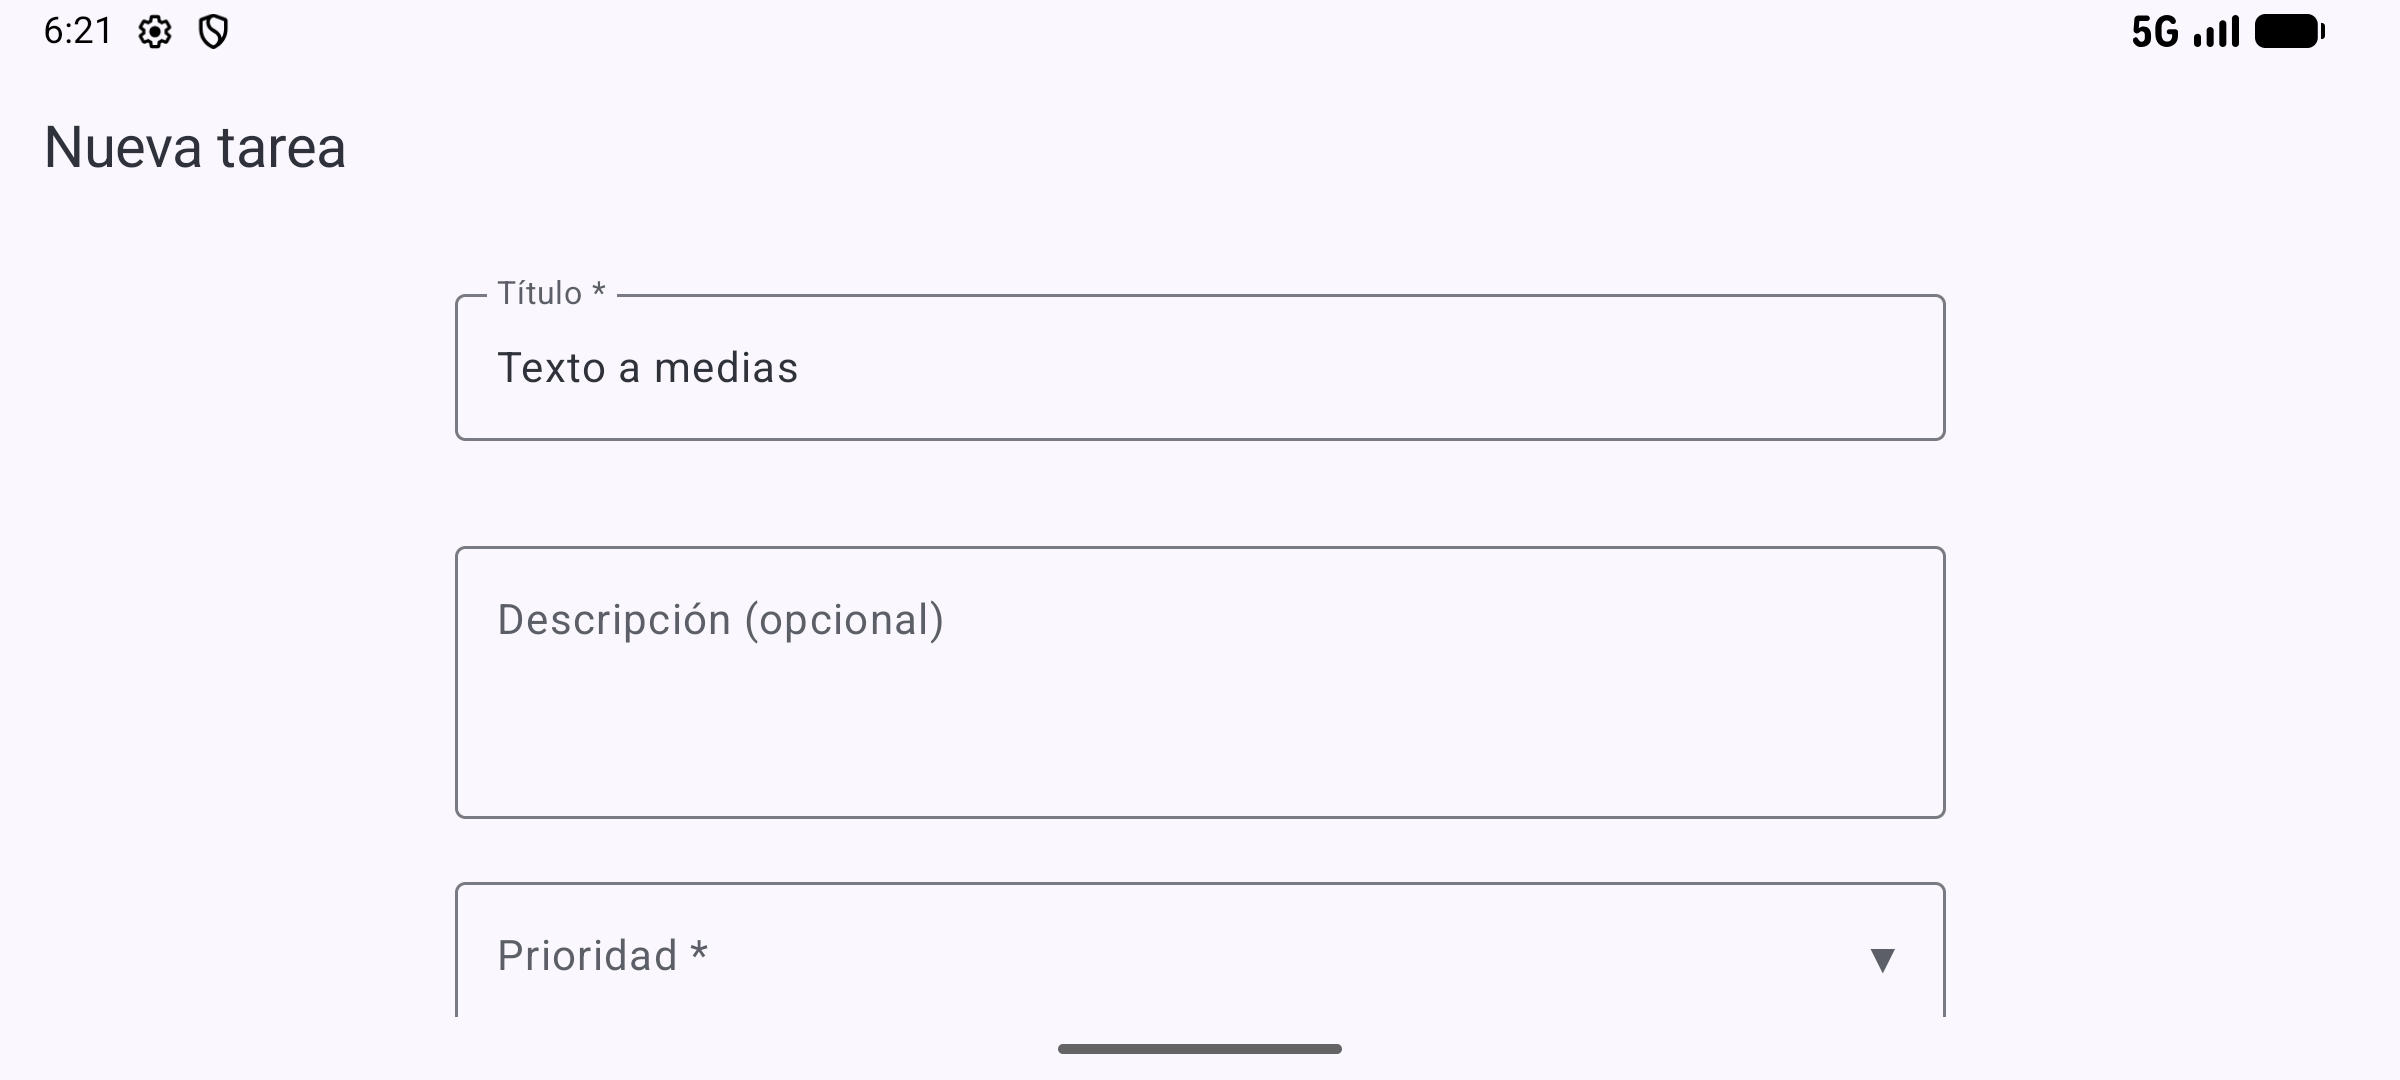 6:21 5G
Nueva tarea
Título *
Texto a medias
Descripción (opcional)
Prioridad *